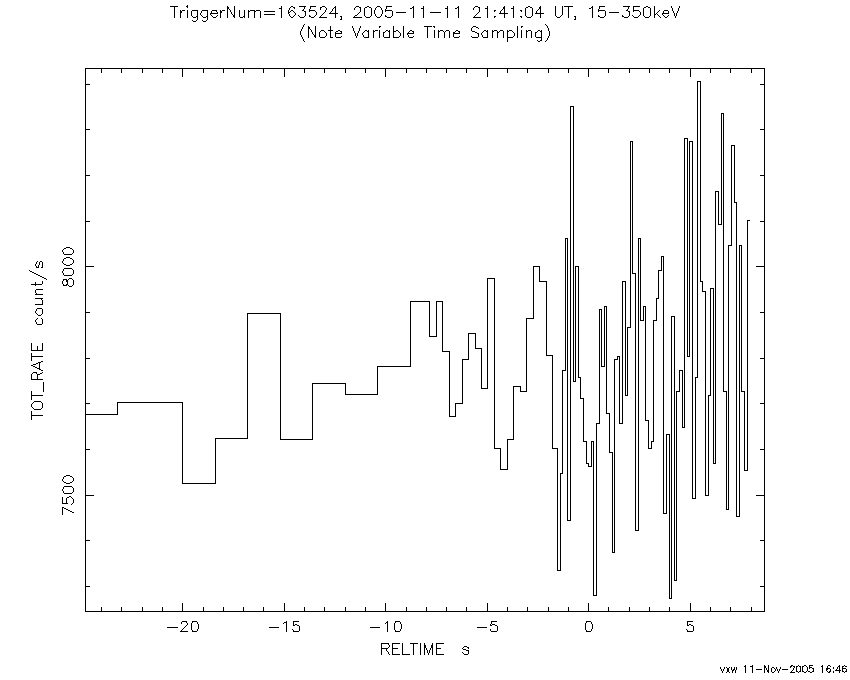 TriggerNum=163524, 2005-11-11 21:41:04 UT, 15-350keV
(Note Variable Time Sampling)
TOT_RATE count/s
8000
7500
-20 -15 -10 -5 0 5
RELTIME s
vxw 11-Nov-2005 16:46